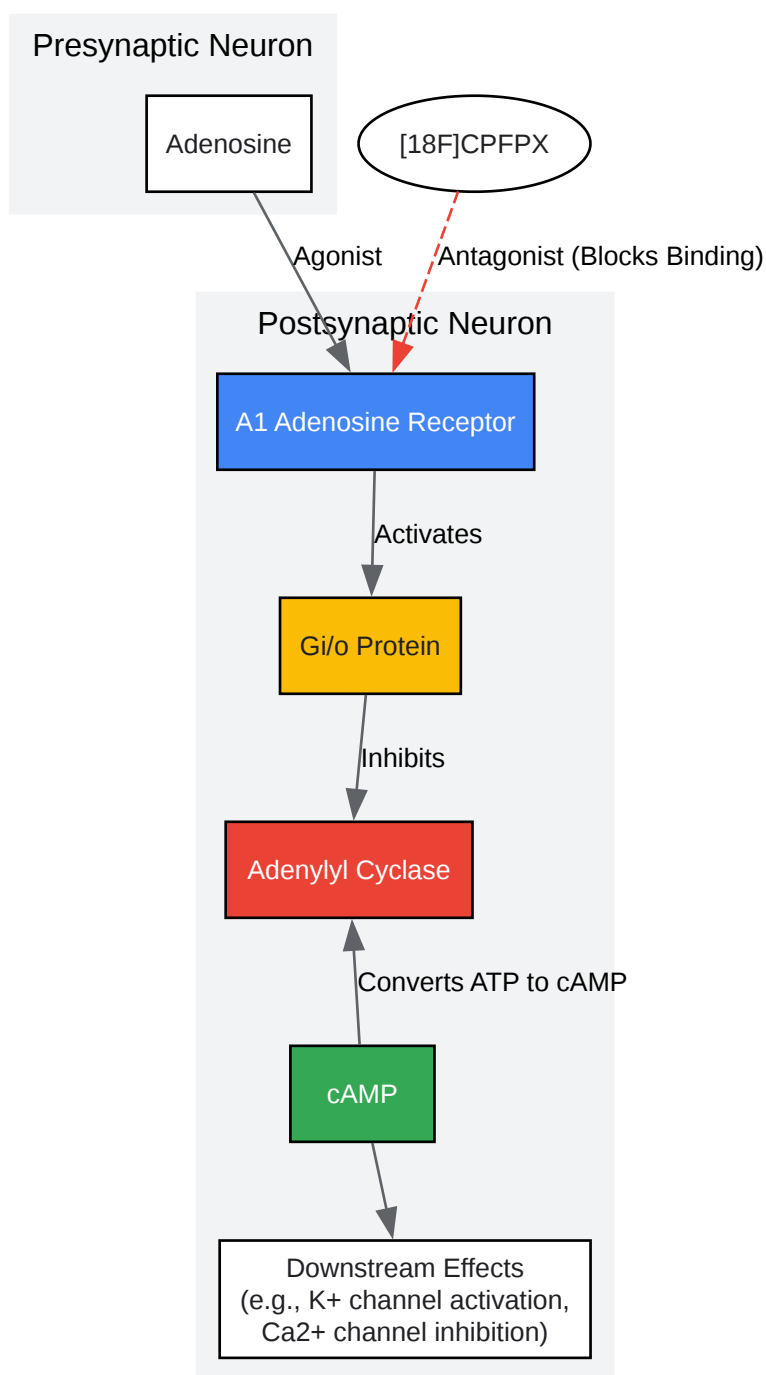 Presynaptic Neuron
Adenosine
[18F]CPFPX
Agonist
Antagonist (Blocks Binding)
Postsynaptic Neuron
A1 Adenosine Receptor
Activates
Gi/o Protein
Inhibits
Adenylyl Cyclase
Converts ATP to cAMP
cAMP
Downstream Effects
(e.g., K+ channel activation,
Ca2+ channel inhibition)